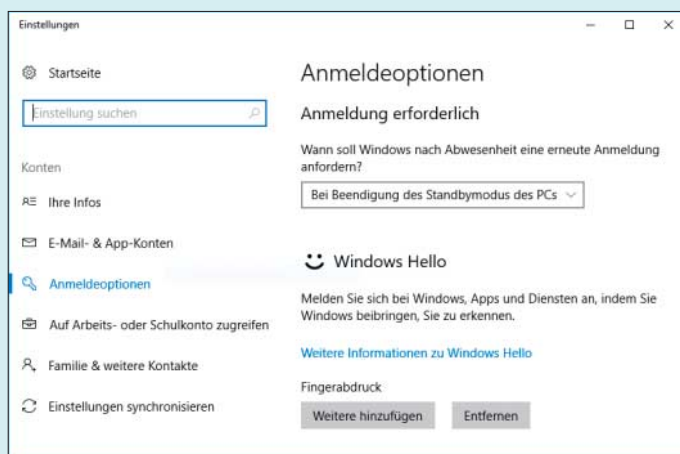 Einstellungen
Startseite
Einstellung suchen
Konten
Ihre Infos
E-Mail- & App-Konten
Anmeldeoptionen
Auf Arbeits- oder Schulkonto zugreifen
Familie & weitere Kontakte
Einstellungen synchronisieren
Anmeldeoptionen
Anmeldung erforderlich
Wann soll Windows nach Abwesenheit eine erneute Anmeldung
anfordern?
Bei Beendigung des Standbymodus des PCs
Windows Hello
Melden Sie sich bei Windows, Apps und Diensten an, indem Sie
Windows beibringen, Sie zu erkennen.
Weitere Informationen zu Windows Hello
Fingerabdruck
Weitere hinzufügen
Entfernen